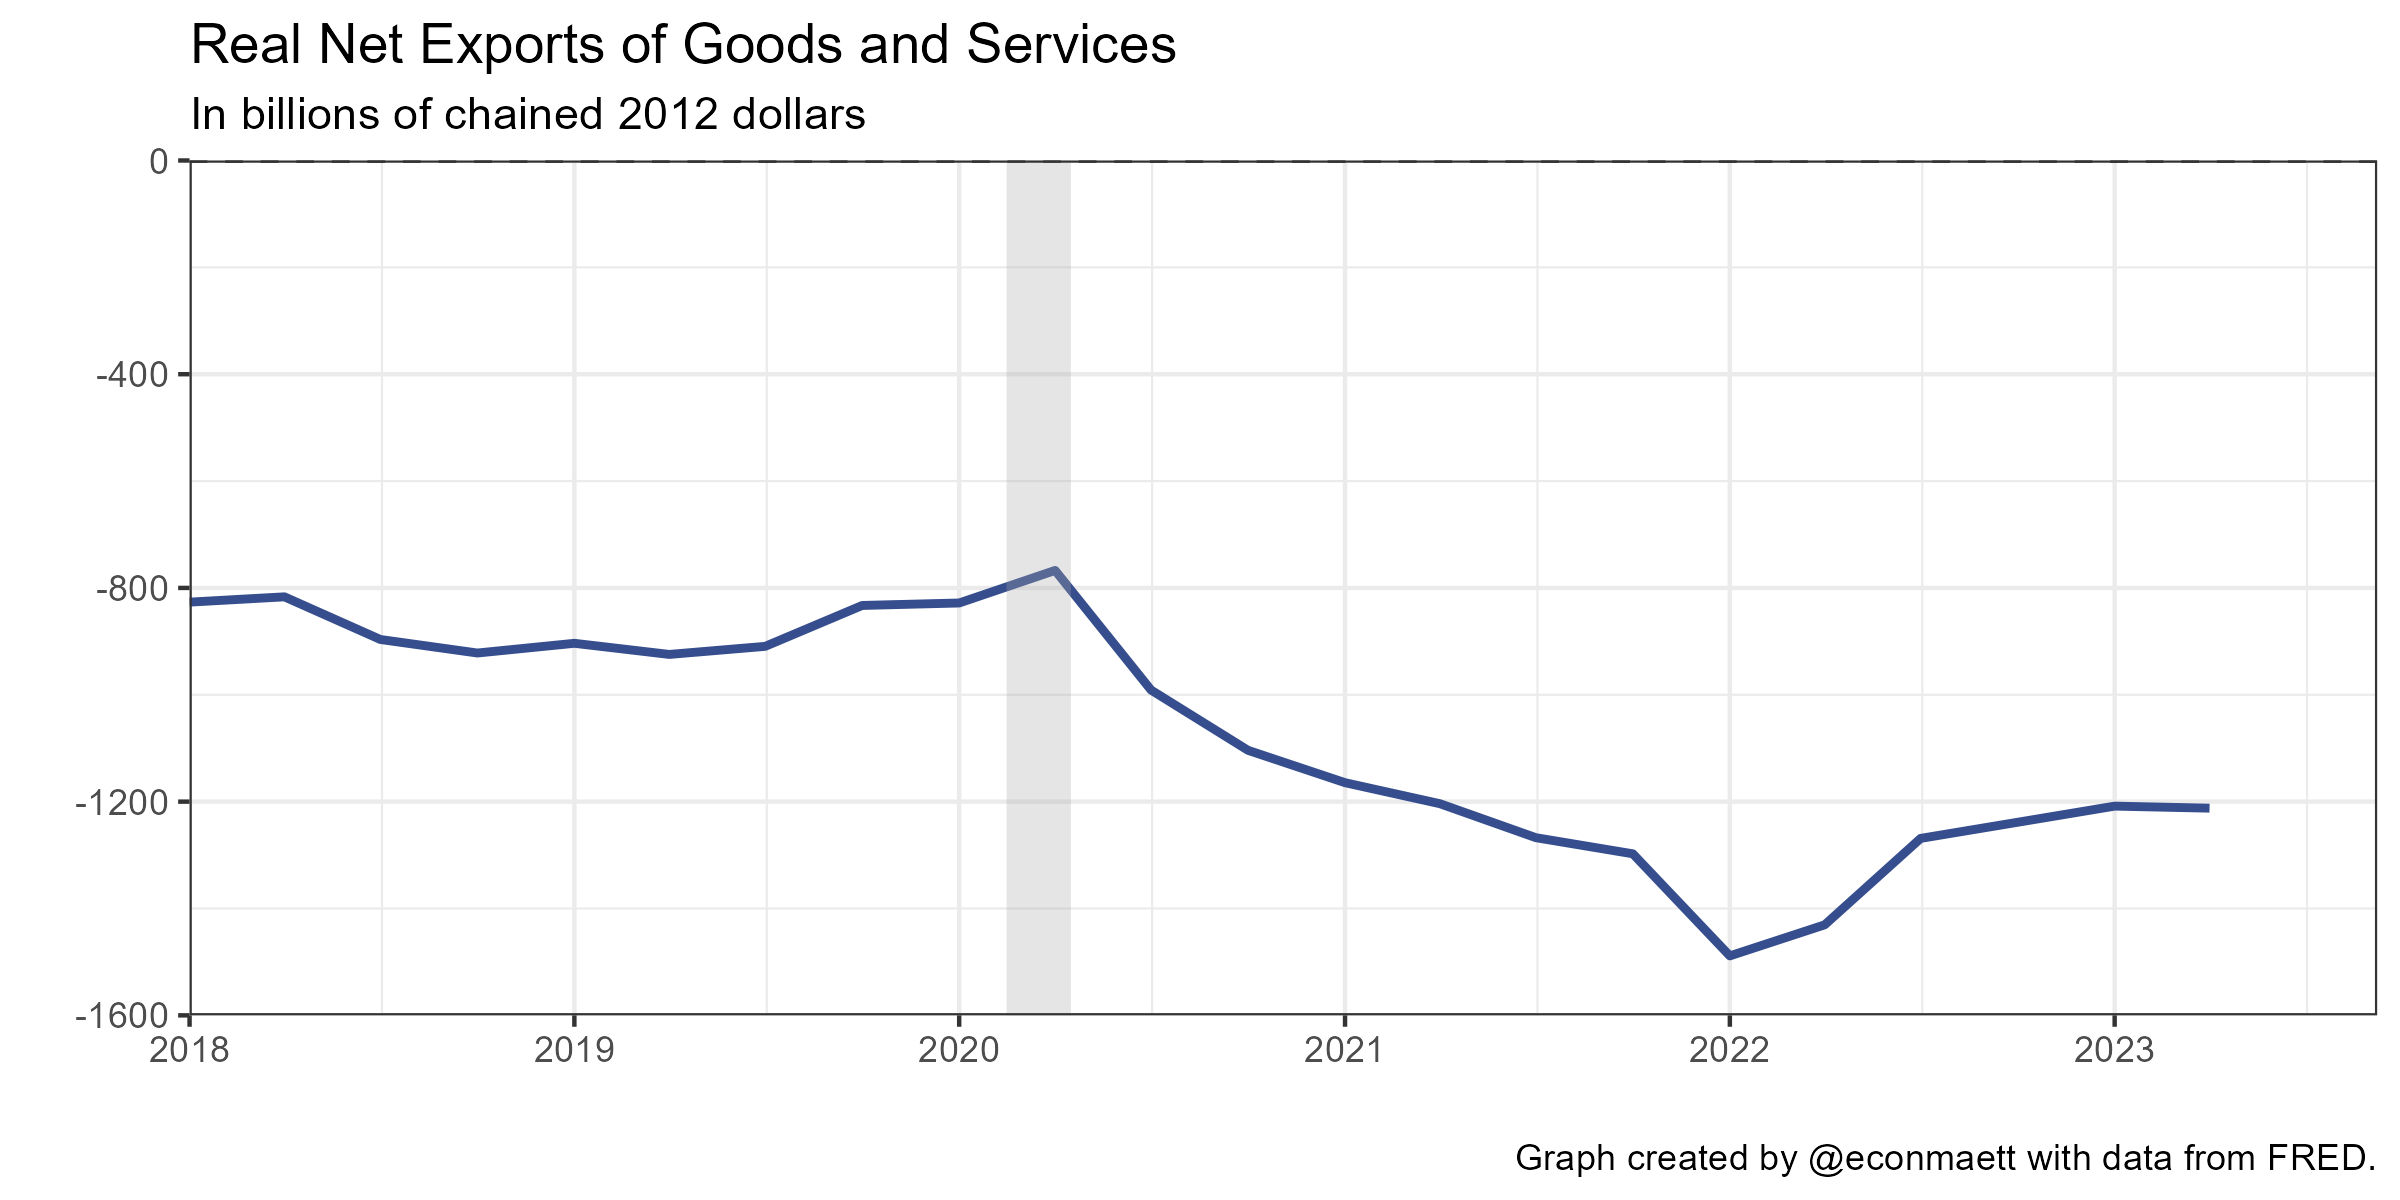 Real Net Exports of Goods and Services
In billions of chained 2012 dollars
0
-400
-800
-1200
-1600
2018 2019 2020 2021 2022 2023
Graph created by @econmaett with data from FRED.